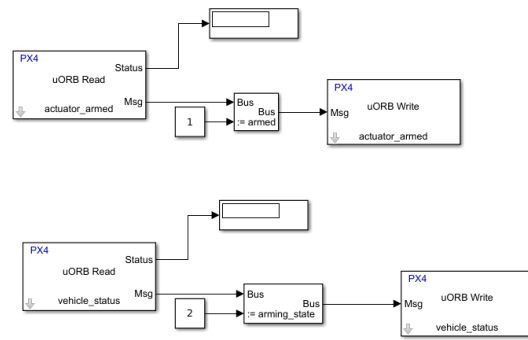 PX4
uORB Read
Status
Msg
actuator_armed
1
Bus
Bus
:= armed
PX4
Msg
uORB Write
actuator_armed
PX4
uORB Read
Status
Msg
vehicle_status
2
Bus
Bus
:= arming_state
PX4
Msg
uORB Write
vehicle_status